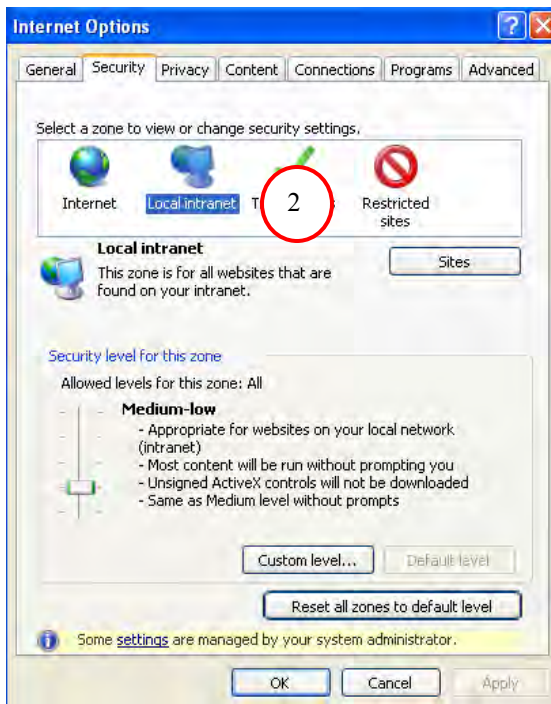 Internet Options
General Security Privacy Content Connections Programs Advanced
Select a zone to view or change security settings.
Internet Local intranet 2 Restricted sites
Local intranet
This zone is for all websites that are
found on your intranet.
Sites
Security level for this zone
Allowed levels for this zone: All
Medium-low
- Appropriate for websites on your local network
(intranet)
- Most content will be run without prompting you
- Unsigned ActiveX controls will not be downloaded
- Same as Medium level without prompts
Custom level... Default level
Reset all zones to default level
Some settings are managed by your system administrator.
OK Cancel Apply